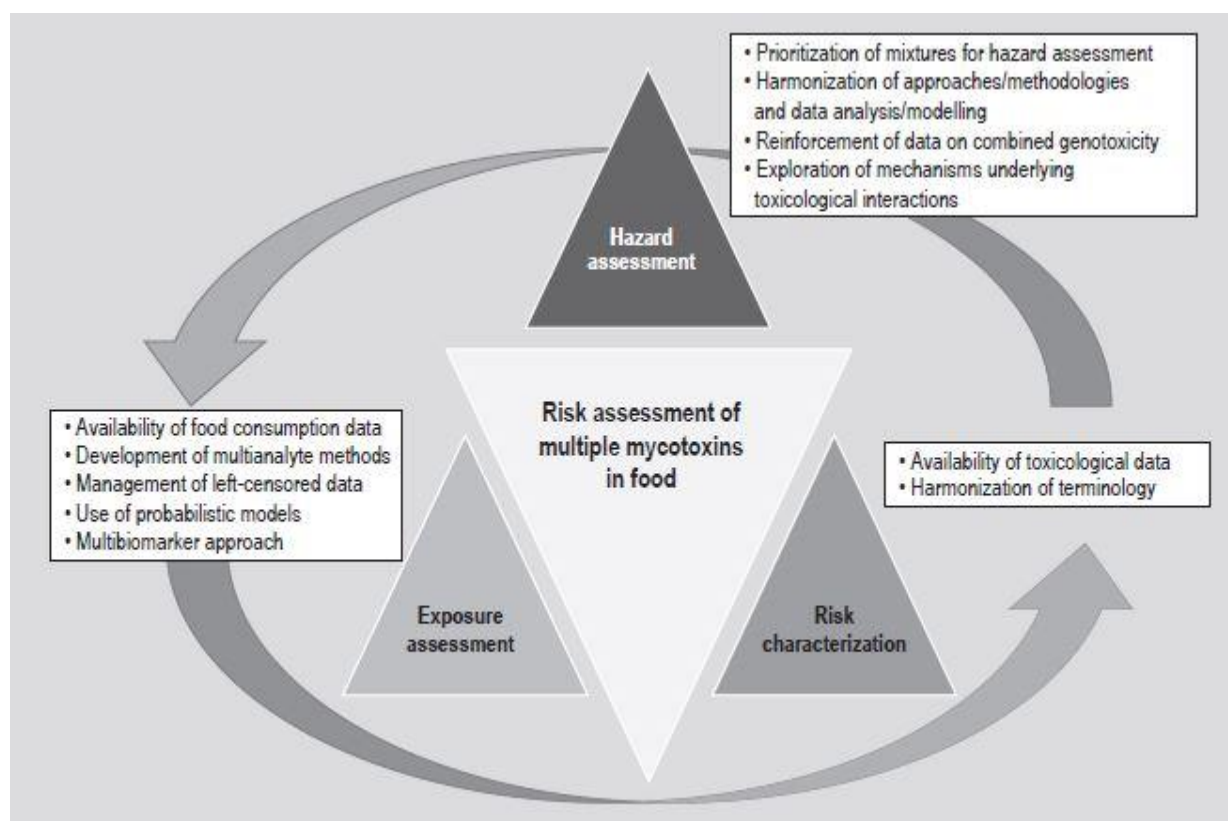 • Prioritization of mixtures for hazard assessment
• Harmonization of approaches/methodologies
and data analysis/modelling
• Reinforcement of data on combined genotoxicity
• Exploration of mechanisms underlying
toxicological interactions
Hazard
assessment
• Availability of food consumption data
• Development of multianalyte methods
• Management of left-censored data
• Use of probabilistic models
• Multibiomarker approach
Risk assessment of
multiple mycotoxins
in food
• Availability of toxicological data
• Harmonization of terminology
Exposure
assessment
Risk
characterization